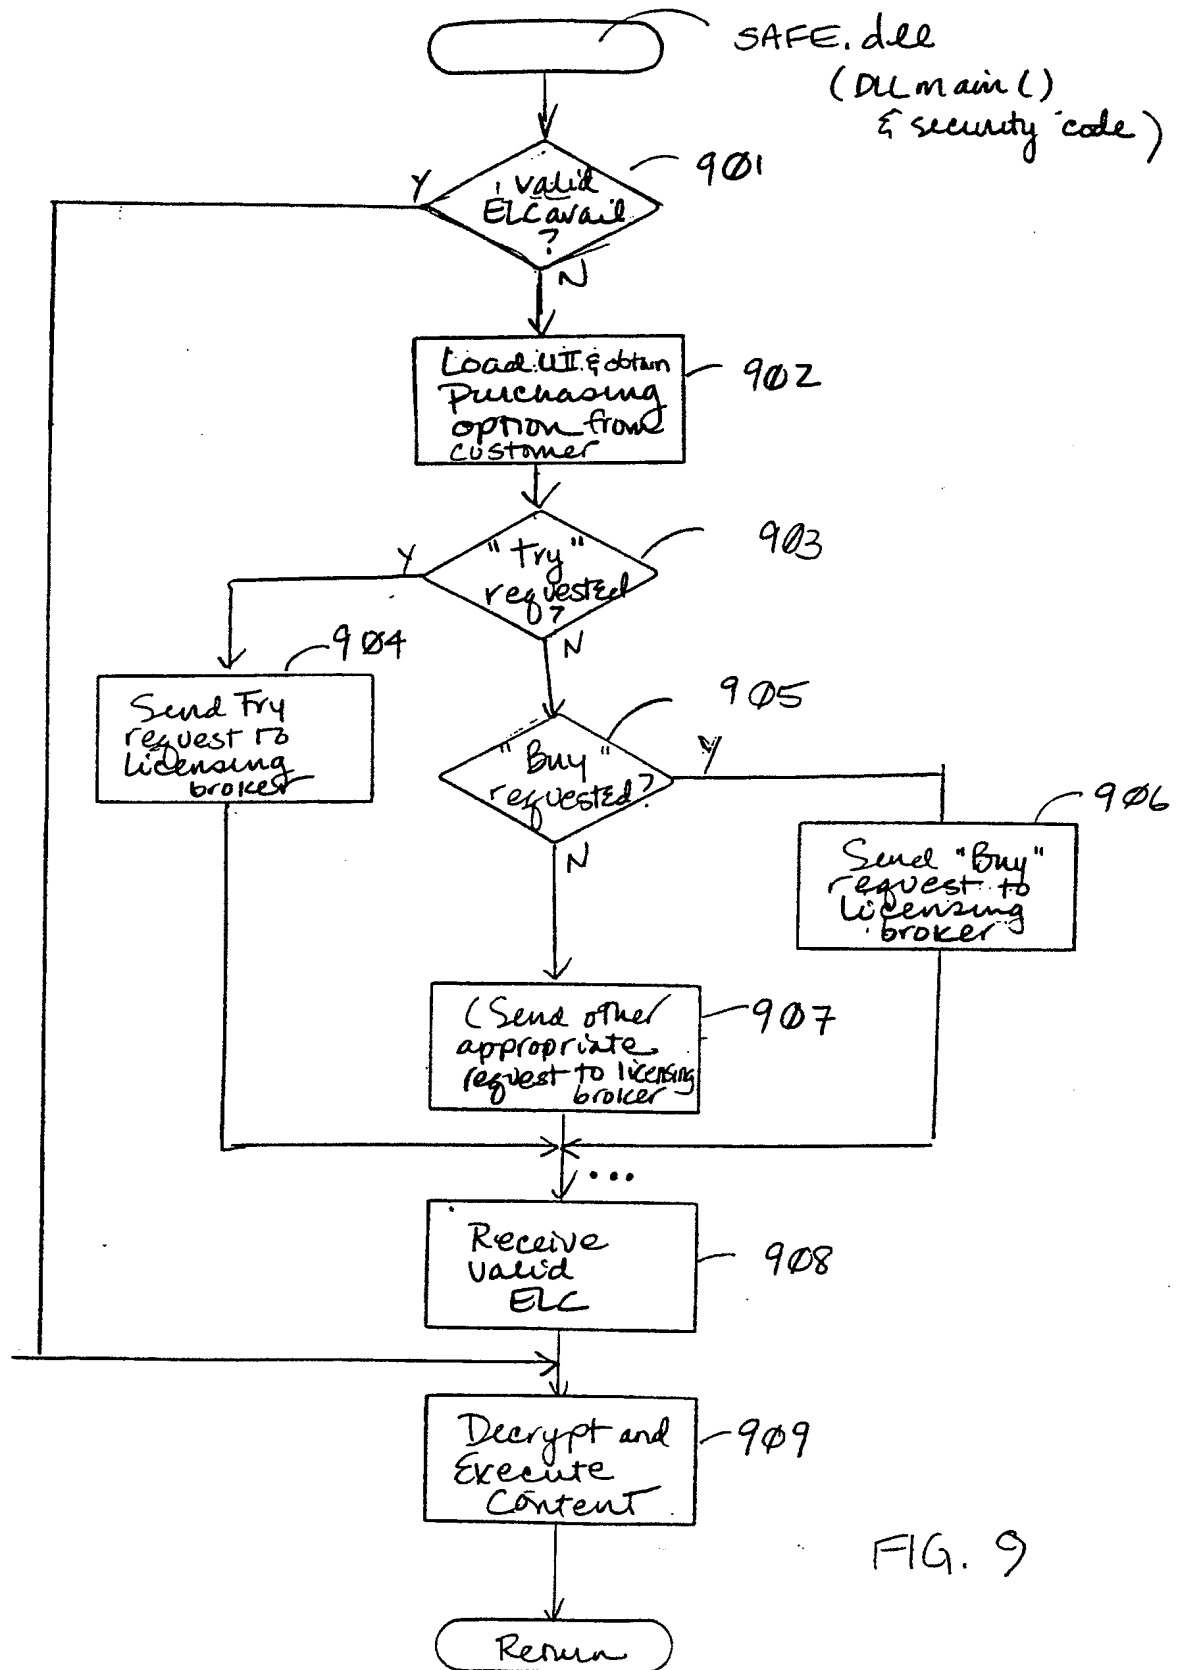 SAFE.dll
(DLLmain()
& security code)
901
Y
valid
ELC avail
?
N
Load UI & obtain
purchasing
option from
customer
902
903
Y
"Try"
requested
?
N
904
Send Try
request to
licensing
broker
905
"Buy"
requested?
Y
N
906
Send "Buy"
request to
licensing
broker
(Send other
appropriate
request to licensing
broker
907
...
Receive
valid
ELC
908
Decrypt and
Execute
Content
909
FIG. 9
Return